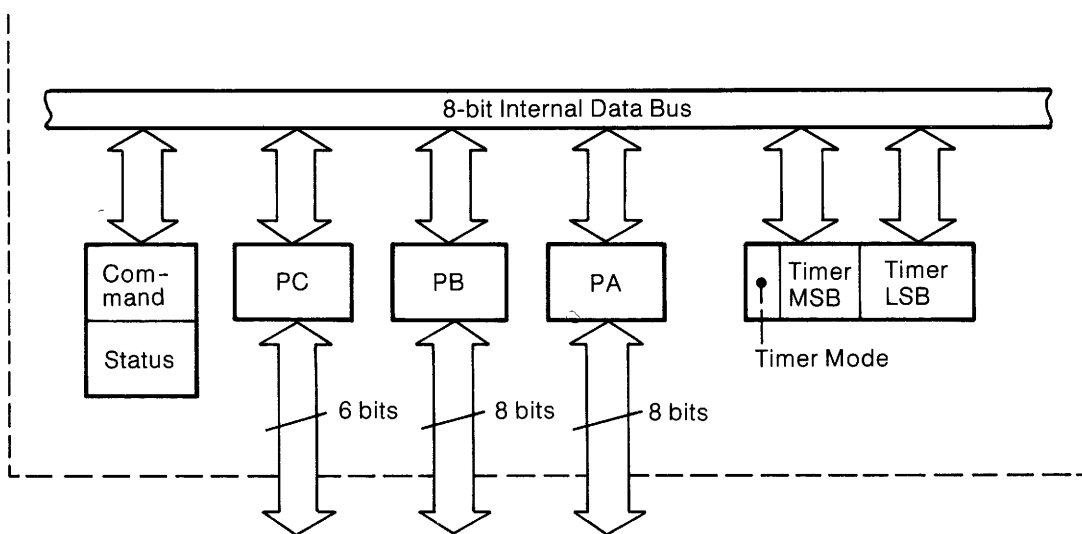 8-bit Internal Data Bus
Com-
mand
Status
PC
PB
PA
Timer
MSB
Timer
LSB
Timer Mode
6 bits
8 bits
8 bits